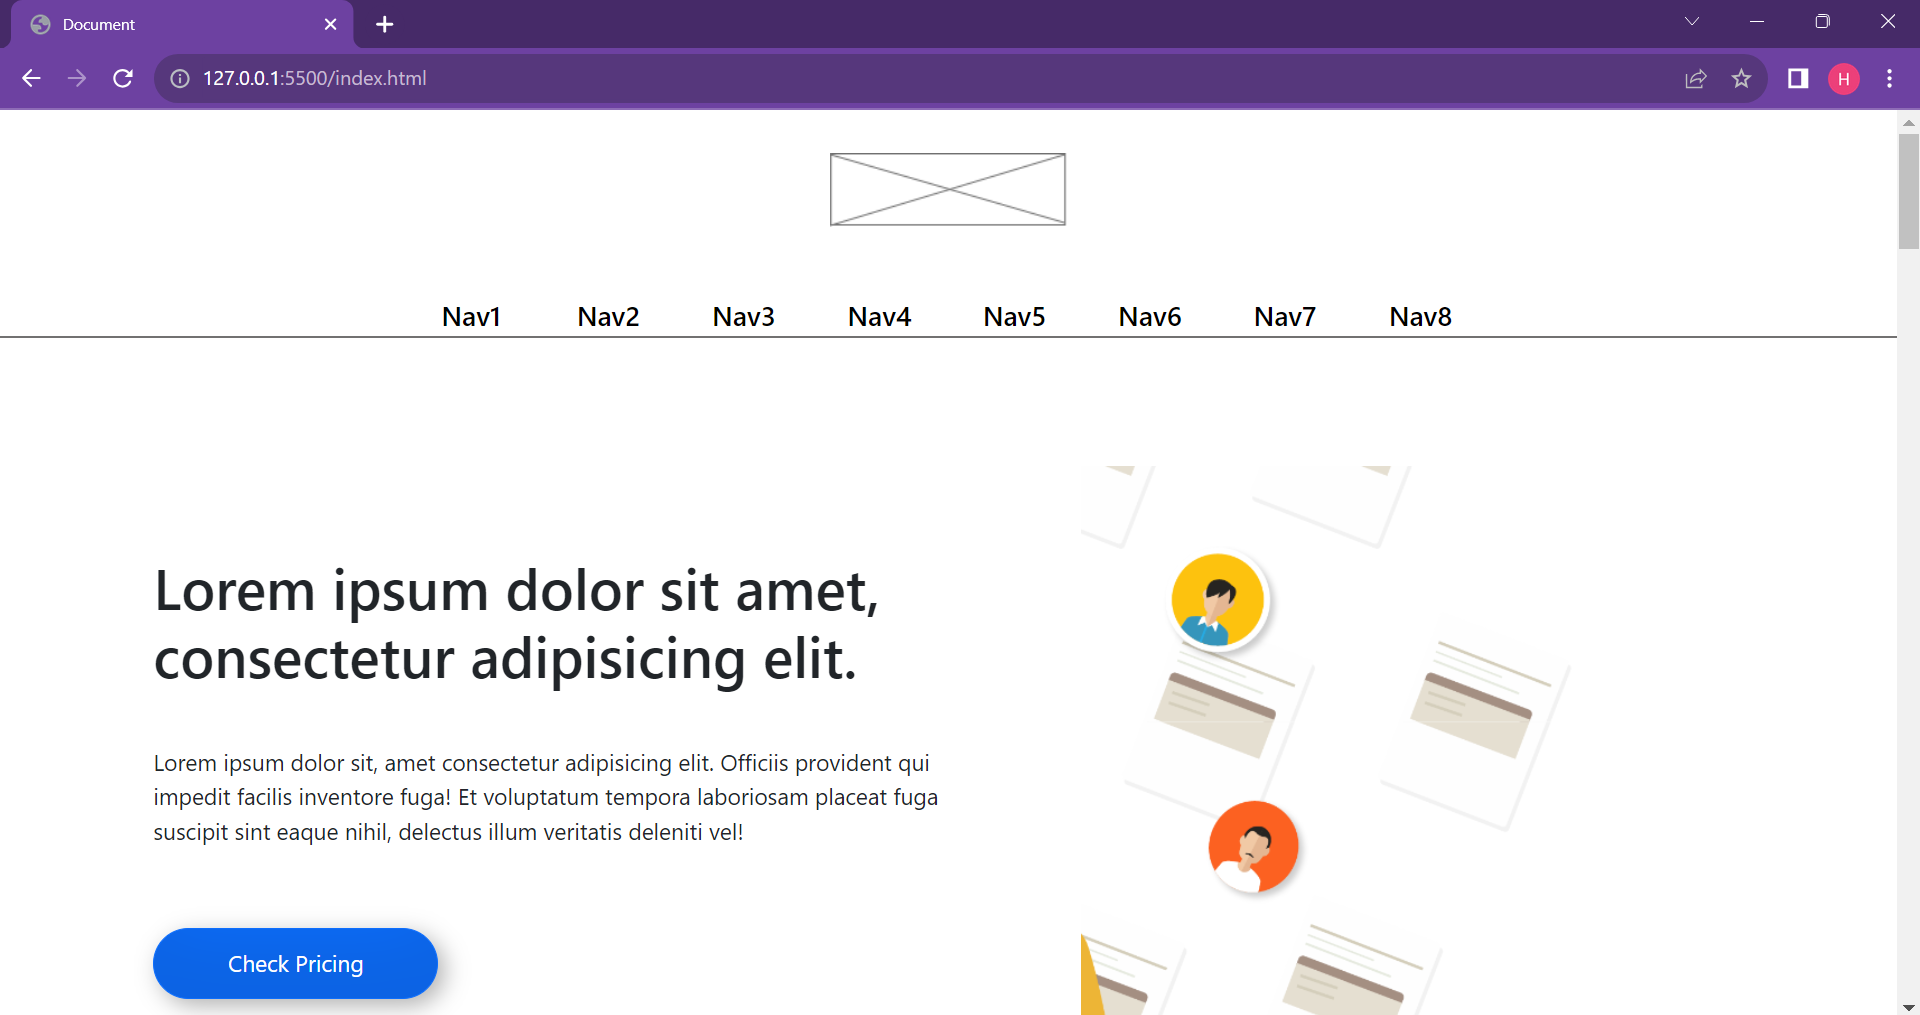 Document
127.0.0.1:5500/index.html
H
Nav1 Nav2 Nav3 Nav4 Nav5 Nav6 Nav7 Nav8
Lorem ipsum dolor sit amet,
consectetur adipisicing elit.
Lorem ipsum dolor sit, amet consectetur adipisicing elit. Officiis provident qui
impedit facilis inventore fuga! Et voluptatum tempora laboriosam placeat fuga
suscipit sint eaque nihil, delectus illum veritatis deleniti vel!
Check Pricing